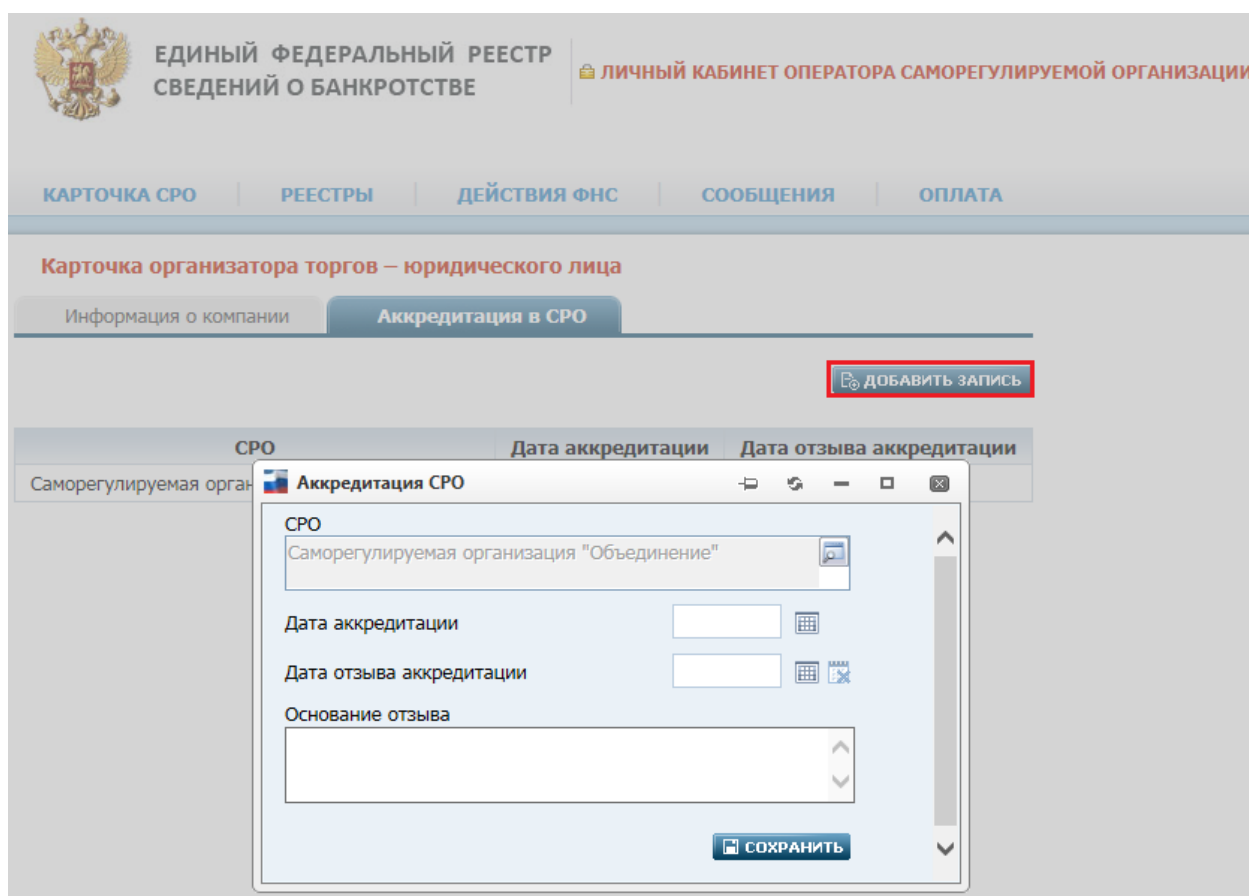 ЕДИНЫЙ ФЕДЕРАЛЬНЫЙ РЕЕСТР
СВЕДЕНИЙ О БАНКРОТСТВЕ
ЛИЧНЫЙ КАБИНЕТ ОПЕРАТОРА САМОРЕГУЛИРУЕМОЙ ОРГАНИЗАЦИИ
КАРТОЧКА СРО РЕЕСТРЫ ДЕЙСТВИЯ ФНС СООБЩЕНИЯ ОПЛАТА
Карточка организатора торгов – юридического лица
Информация о компании Аккредитация в СРО
ДОБАВИТЬ ЗАПИСЬ
СРО Дата аккредитации Дата отзыва аккредитации
Саморегулируемая орган
Аккредитация СРО
СРО
Саморегулируемая организация "Объединение"
Дата аккредитации
Дата отзыва аккредитации
Основание отзыва
СОХРАНИТЬ